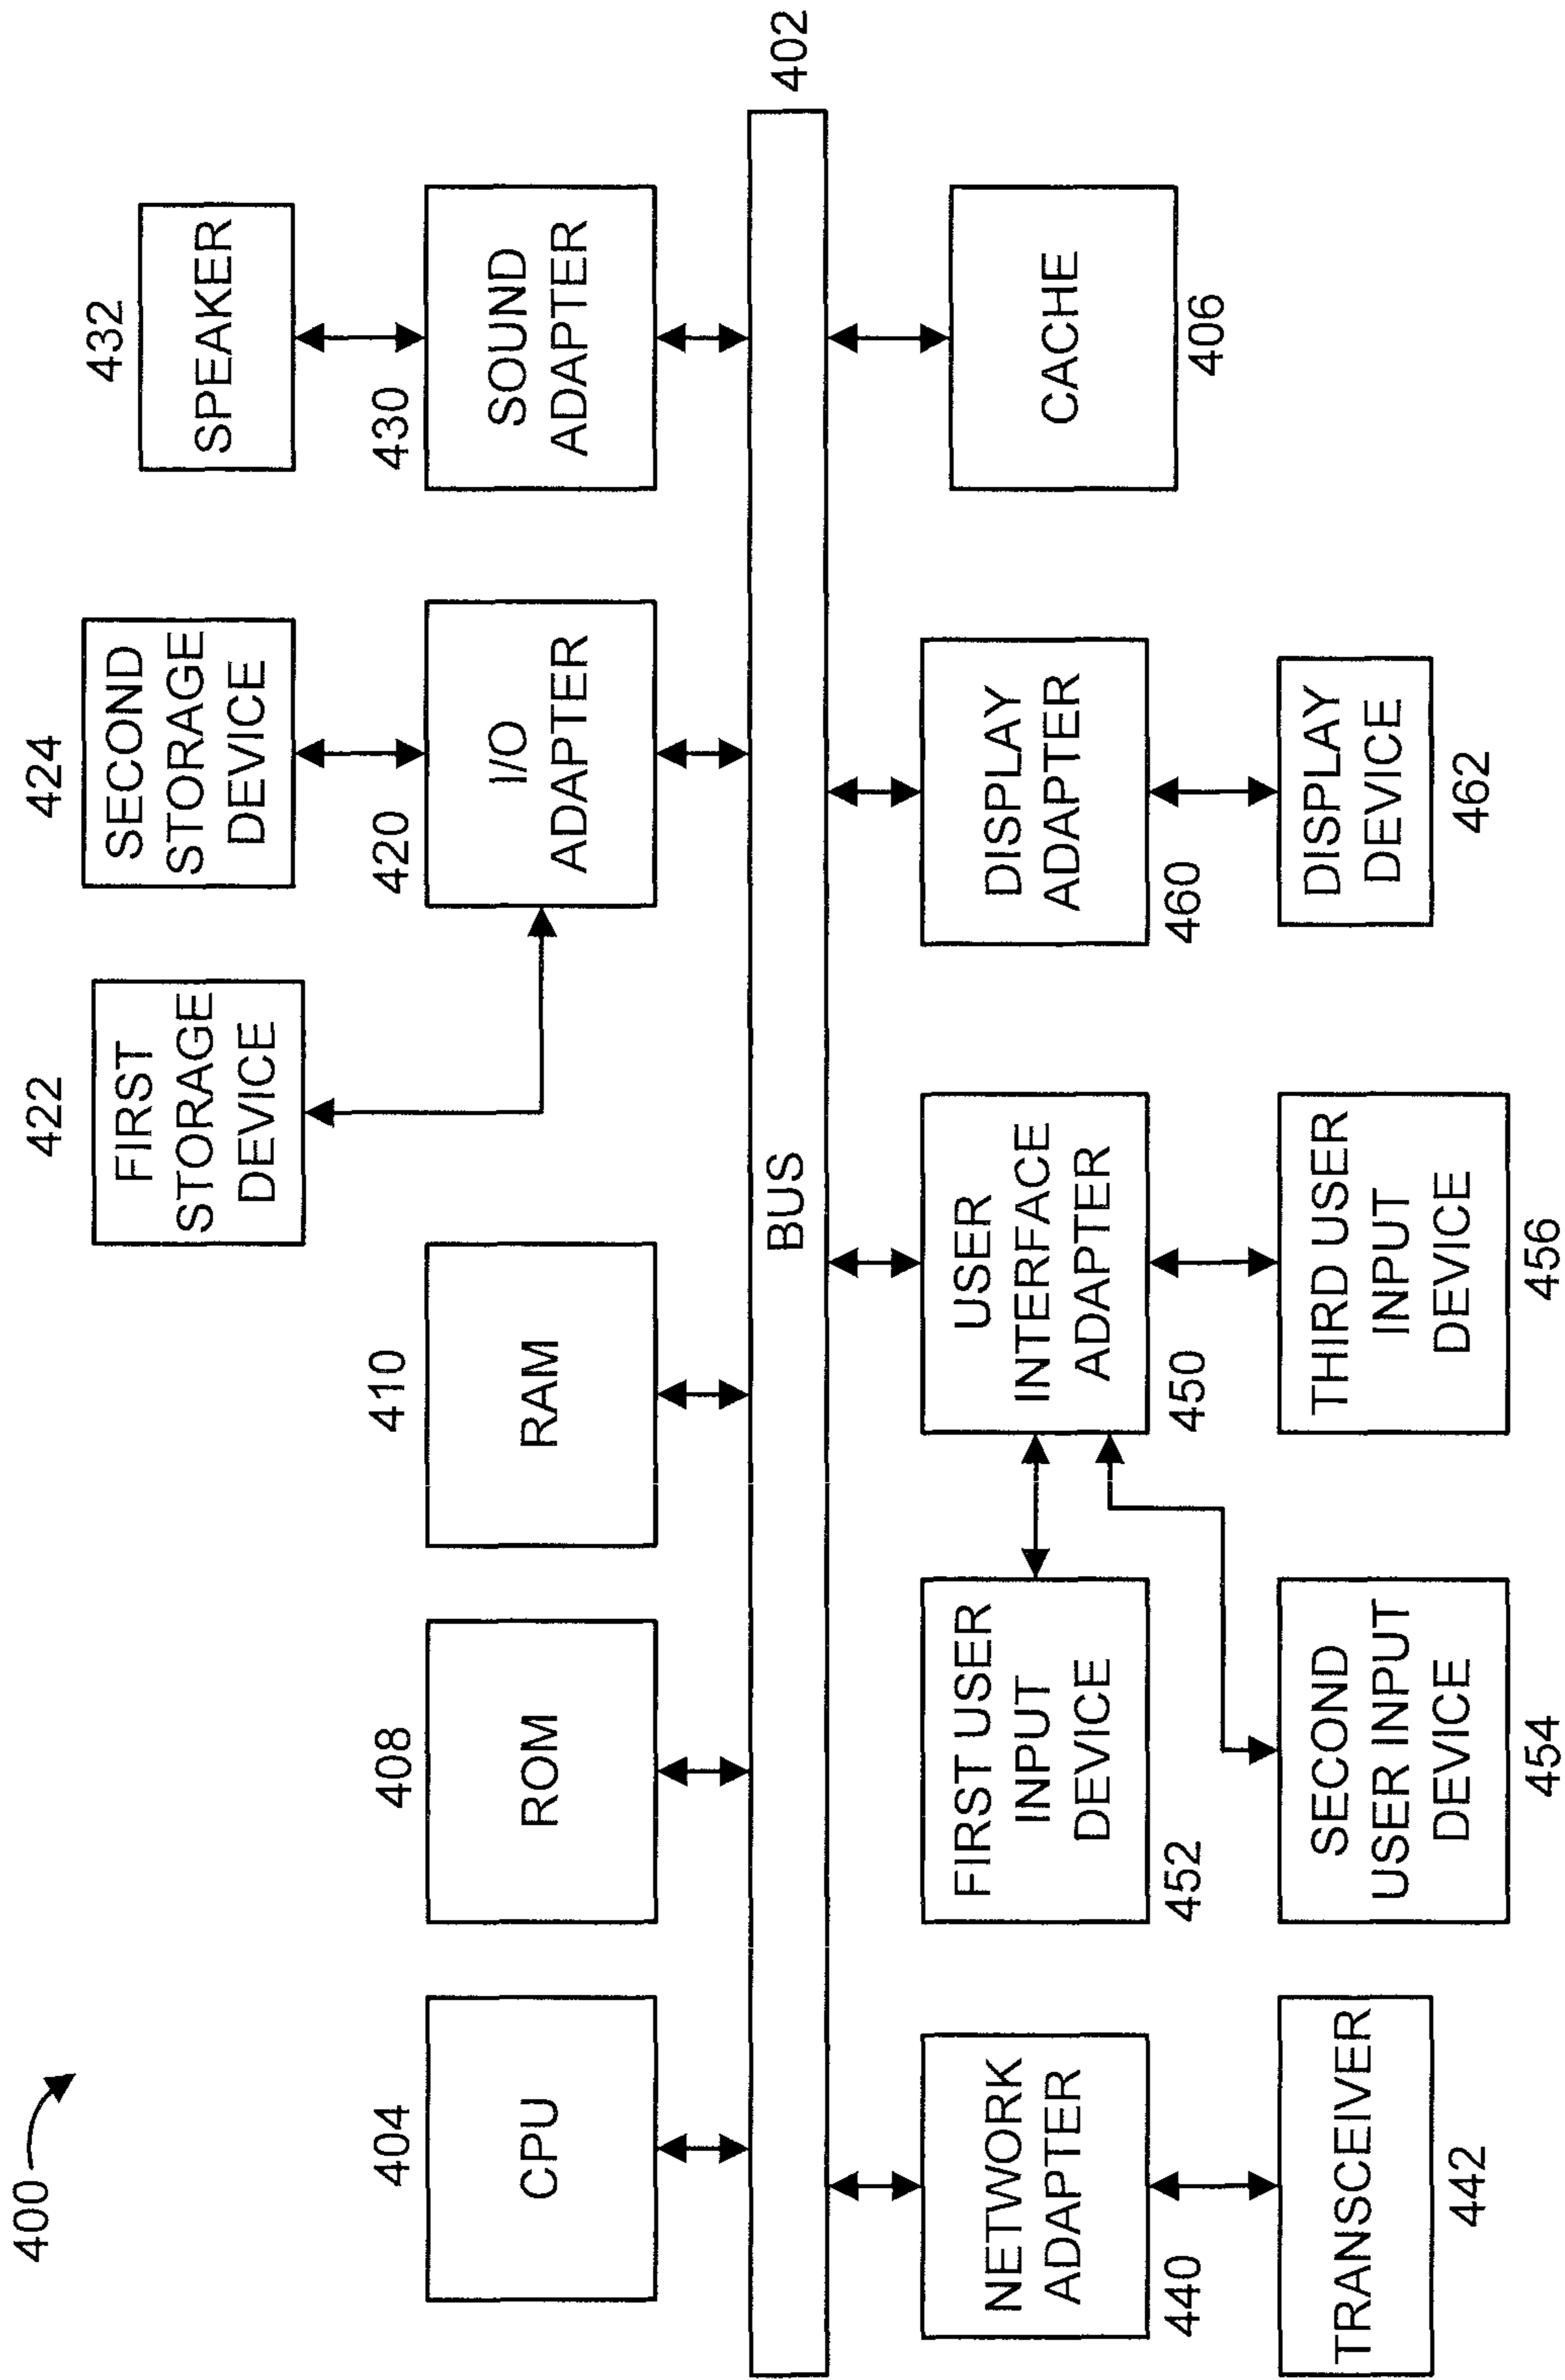 400
404
CPU
408
ROM
410
RAM
422
FIRST
STORAGE
DEVICE
424
SECOND
STORAGE
DEVICE
420
I/O
ADAPTER
432
SPEAKER
430
SOUND
ADAPTER
BUS
402
NETWORK
ADAPTER
440
TRANSCEIVER
442
FIRST USER
INPUT
DEVICE
452
SECOND
USER INPUT
DEVICE
454
USER
INTERFACE
ADAPTER
450
THIRD USER
INPUT
DEVICE
456
DISPLAY
ADAPTER
460
DISPLAY
DEVICE
462
CACHE
406